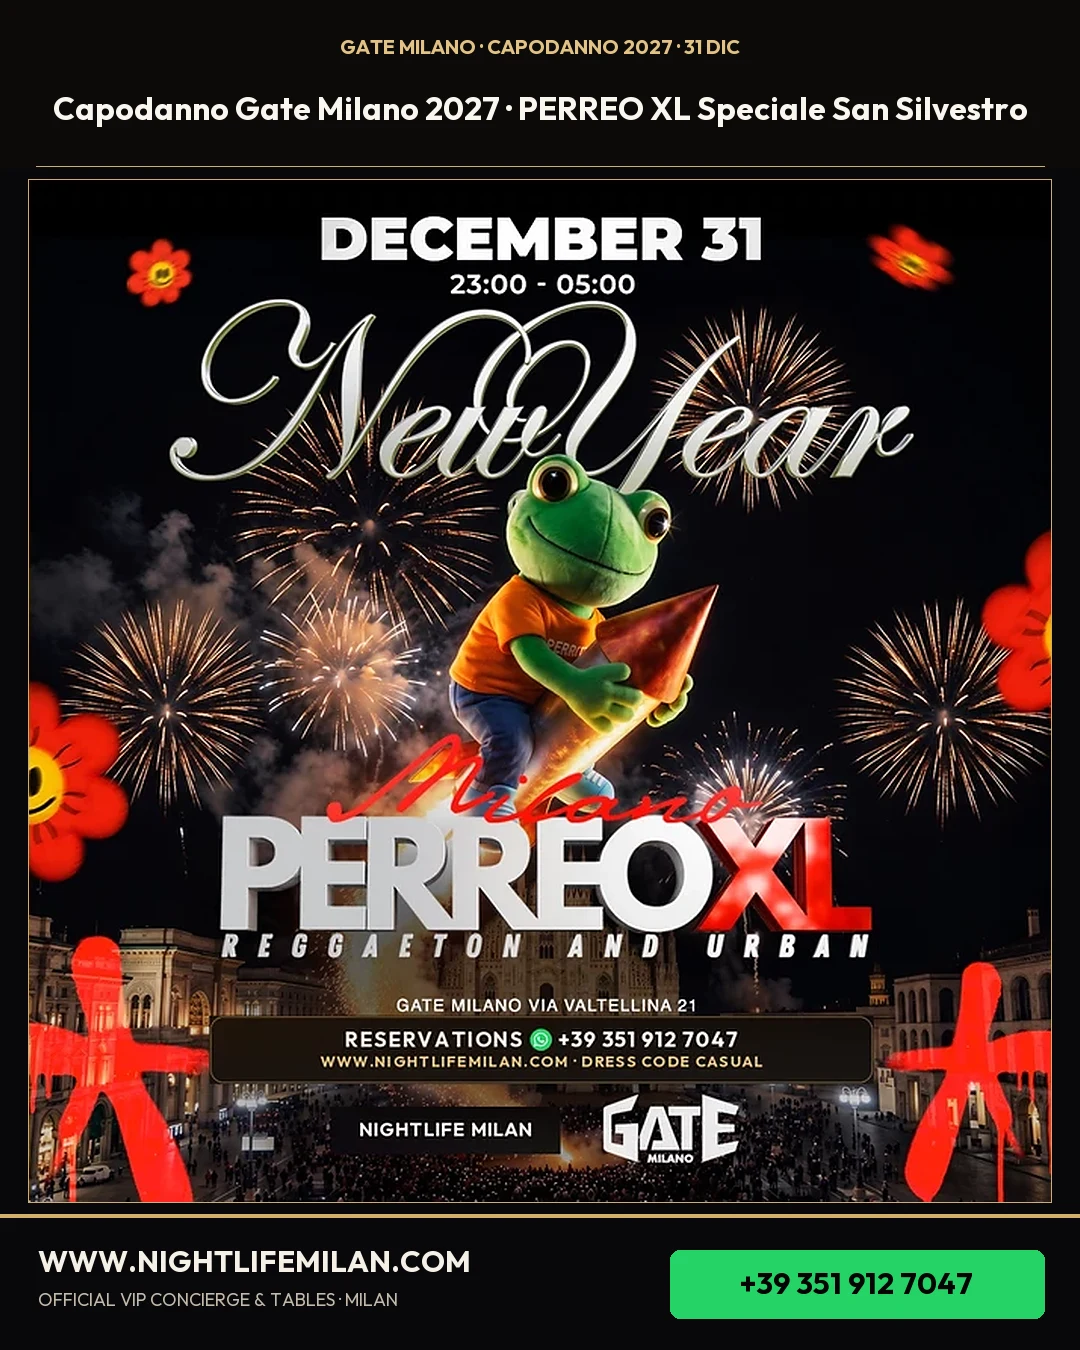 GATE MILANO · CAPODANNO 2027 · 31 DIC
Capodanno Gate Milano 2027 · PERREO XL Speciale San Silvestro
DECEMBER 31
23:00 - 05:00
New Year
Milano
PERREO XL
REGGAETON AND URBAN
GATE MILANO VIA VALTELLINA 21
RESERVATIONS +39 351 912 7047
WWW.NIGHTLIFEMILAN.COM · DRESS CODE CASUAL
NIGHTLIFE MILAN
GATE
MILANO
WWW.NIGHTLIFEMILAN.COM
OFFICIAL VIP CONCIERGE & TABLES · MILAN
+39 351 912 7047